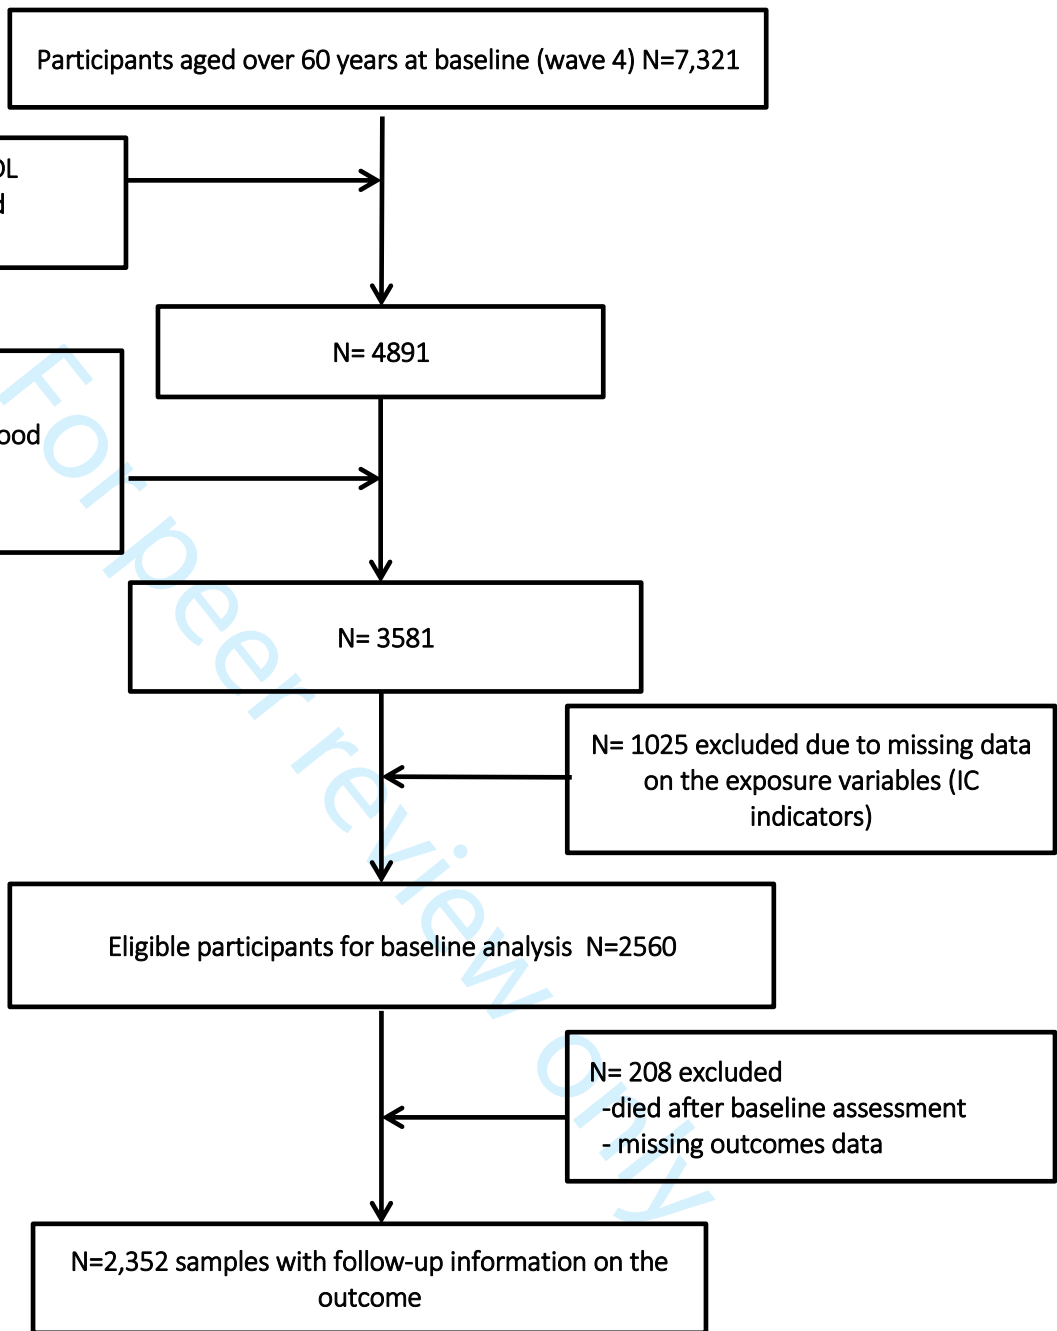 Participants aged over 60 years at baseline (wave 4) N=7,321
N= 4891
ood
N= 3581
N= 1025 excluded due to missing data
on the exposure variables (IC
indicators)
Eligible participants for baseline analysis N=2560
N= 208 excluded
-died after baseline assessment
- missing outcomes data
N=2,352 samples with follow-up information on the
outcome
For peer review only